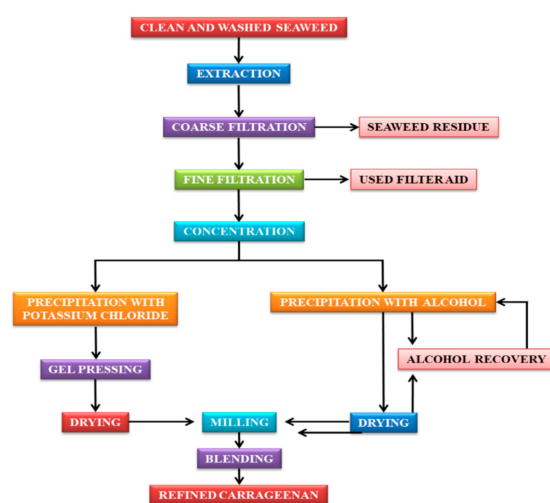 CLEAN AND WASHED SEAWEED
EXTRACTION
COARSE FILTRATION
SEAWEED RESIDUE
FINE FILTRATION
USED FILTER AID
CONCENTRATION
PRECIPITATION WITH
POTASSIUM CHLORIDE
PRECIPITATION WITH ALCOHOL
GEL PRESSING
ALCOHOL RECOVERY
DRYING
MILLING
DRYING
BLENDING
REFINED CARRAGEENAN